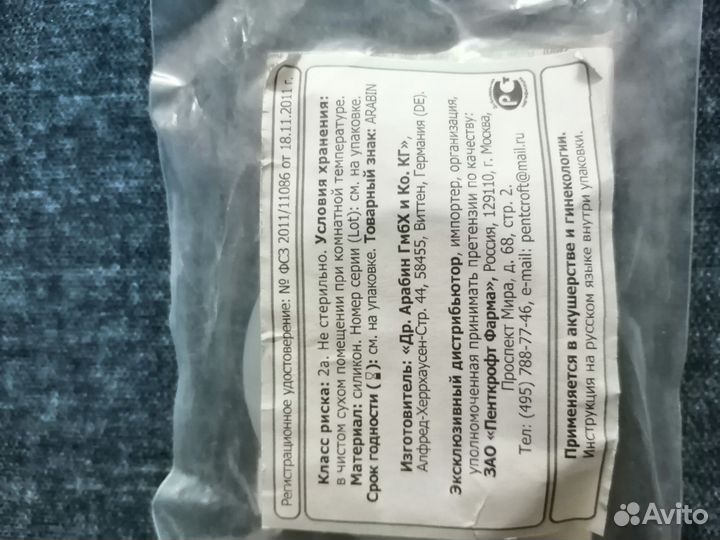 Регистрационное удостоверение: № ФСЗ 2011/11086 от 18.11.2011 г.
Класс риска: 2а. Не стерильно. Условия хранения:
в чистом сухом помещении при комнатной температуре.
Материал: силикон. Номер серии (Lot): см. на упаковке.
Срок годности (⌛): см. на упаковке. Товарный знак: ARABIN
Изготовитель: «Др. Арабин ГмбХ и Ко. КГ»,
Алфред-Херрхаусен-Стр. 44, 58455, Виттен, Германия (DE).
Эксклюзивный дистрибьютор, импортер, организация,
уполномоченная принимать претензии по качеству:
ЗАО «Пенткрофт Фарма», Россия, 129110, г. Москва,
Проспект Мира, д. 68, стр. 2.
Тел: (495) 788-77-46, e-mail: pentcroft@mail.ru
РСТ
Применяется в акушерстве и гинекологии.
Инструкция на русском языке внутри упаковки.
Avito